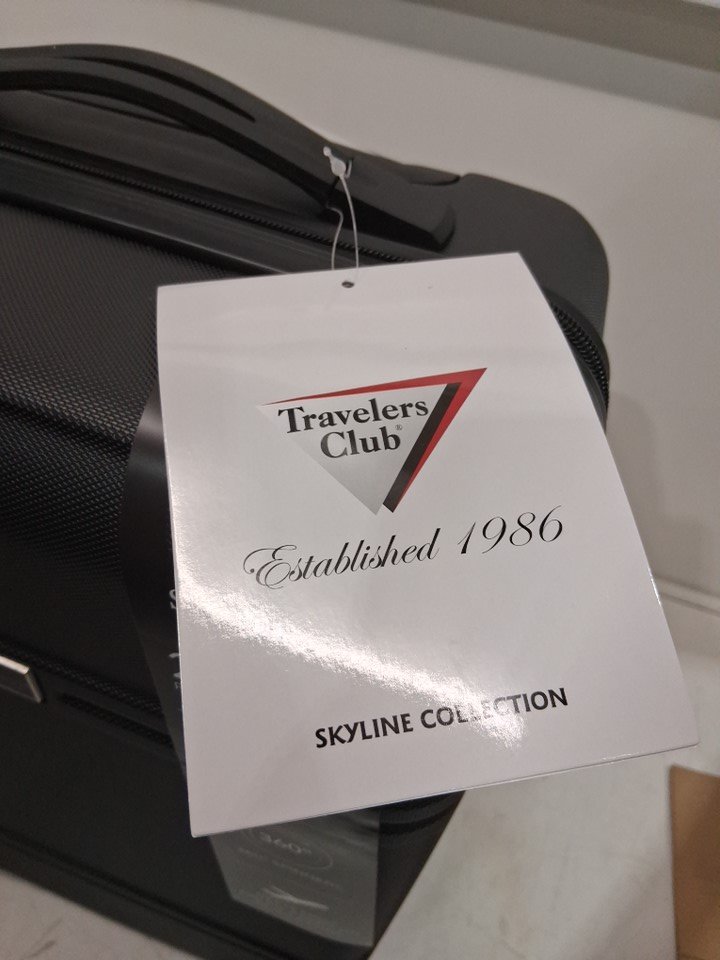 Travelers
Club®
Established 1986
SKYLINE COLLECTION